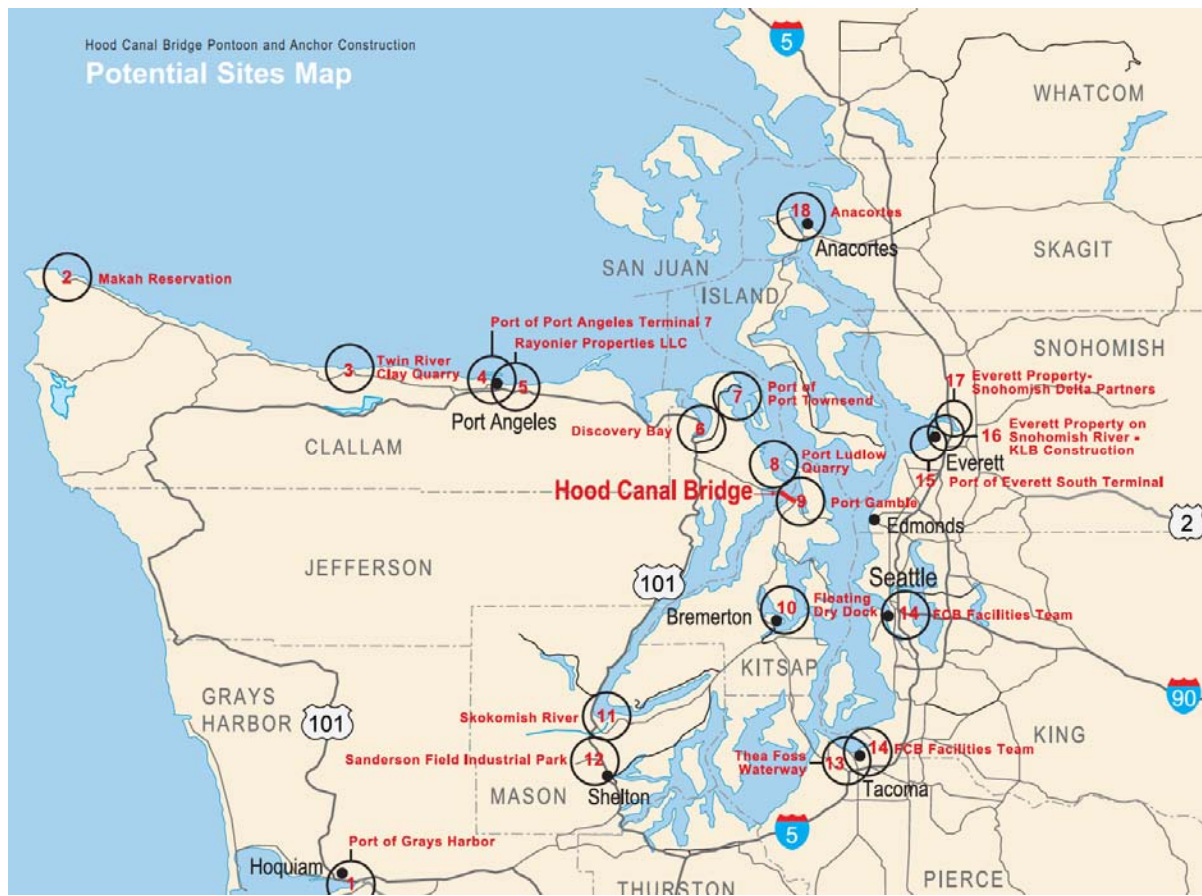 Hood Canal Bridge Pontoon and Anchor Construction
Potential Sites Map
5
WHATCOM
18 Anacortes
Anacortes
SKAGIT
SAN JUAN
ISLAND
2 Makah Reservation
Port of Port Angeles Terminal 7
Rayonier Properties LLC
SNOHOMISH
3 Twin River
Clay Quarry
4
5
Port Angeles
17 Everett Property-
Snohomish Delta Partners
7 Port of
Port Townsend
Discovery Bay 6
16 Everett Property on
Snohomish River -
KLB Construction
Everett
15 Port of Everett South Terminal
CLALLAM
8 Port Ludlow
Quarry
Hood Canal Bridge
9 Port Gamble
Edmonds
2
JEFFERSON
101
Seattle
10 Floating
Dry Dock
Bremerton
14 FCB Facilities Team
KITSAP
GRAYS
HARBOR
101
90
Skokomish River 11
KING
Sanderson Field Industrial Park 12
Thea Foss
Waterway 13
14 FCB Facilities Team
Tacoma
MASON
Shelton
5
Port of Grays Harbor
Hoquiam
1
THURSTON
PIERCE